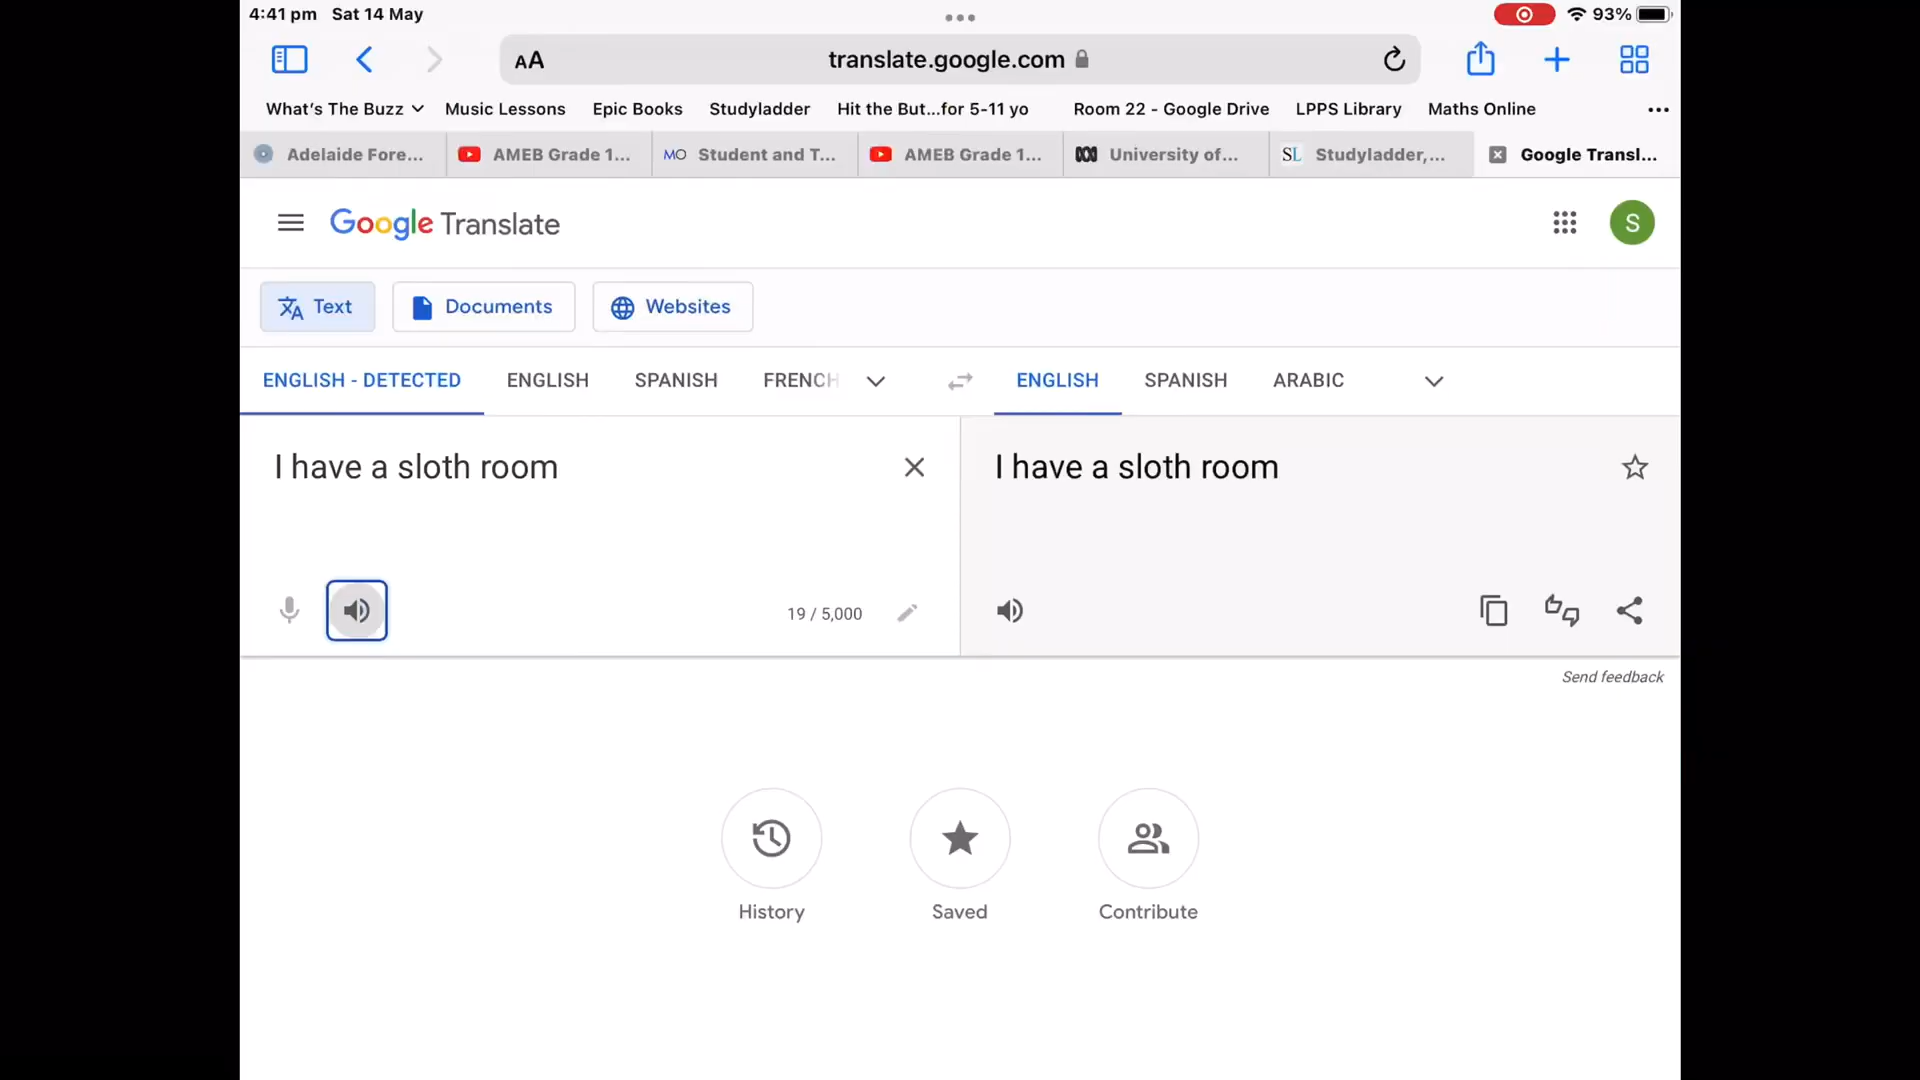 4:41 pm Sat 14 May
93%
AA
translate.google.com
What's The Buzz
Music Lessons
Epic Books
Studyladder
Hit the But...for 5-11 yo
Room 22 - Google Drive
LPPS Library
Maths Online
Adelaide Fore...
AMEB Grade 1...
MO Student and T...
AMEB Grade 1...
University of...
SL Studyladder,...
Google Transl...
Google Translate
S
Text
Documents
Websites
ENGLISH - DETECTED
ENGLISH
SPANISH
FRENCH
ENGLISH
SPANISH
ARABIC
I have a sloth room
I have a sloth room
19 / 5,000
Send feedback
History
Saved
Contribute